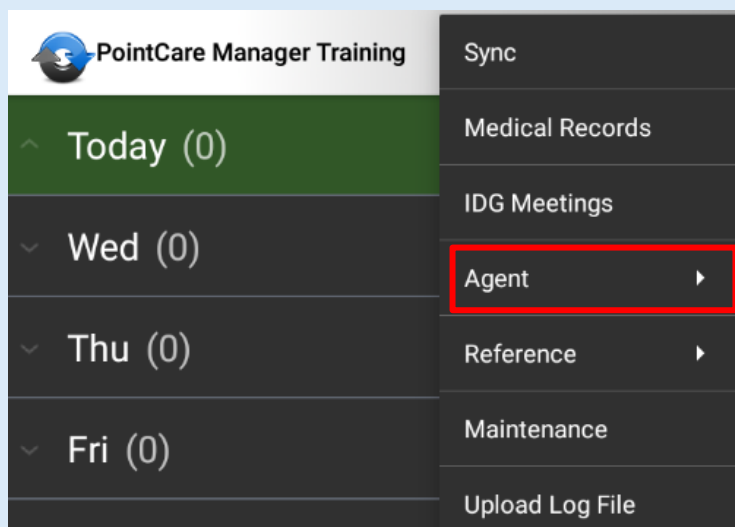 PointCare Manager Training
Today (0)
Wed (0)
Thu (0)
Fri (0)
Sync
Medical Records
IDG Meetings
Agent
Reference
Maintenance
Upload Log File